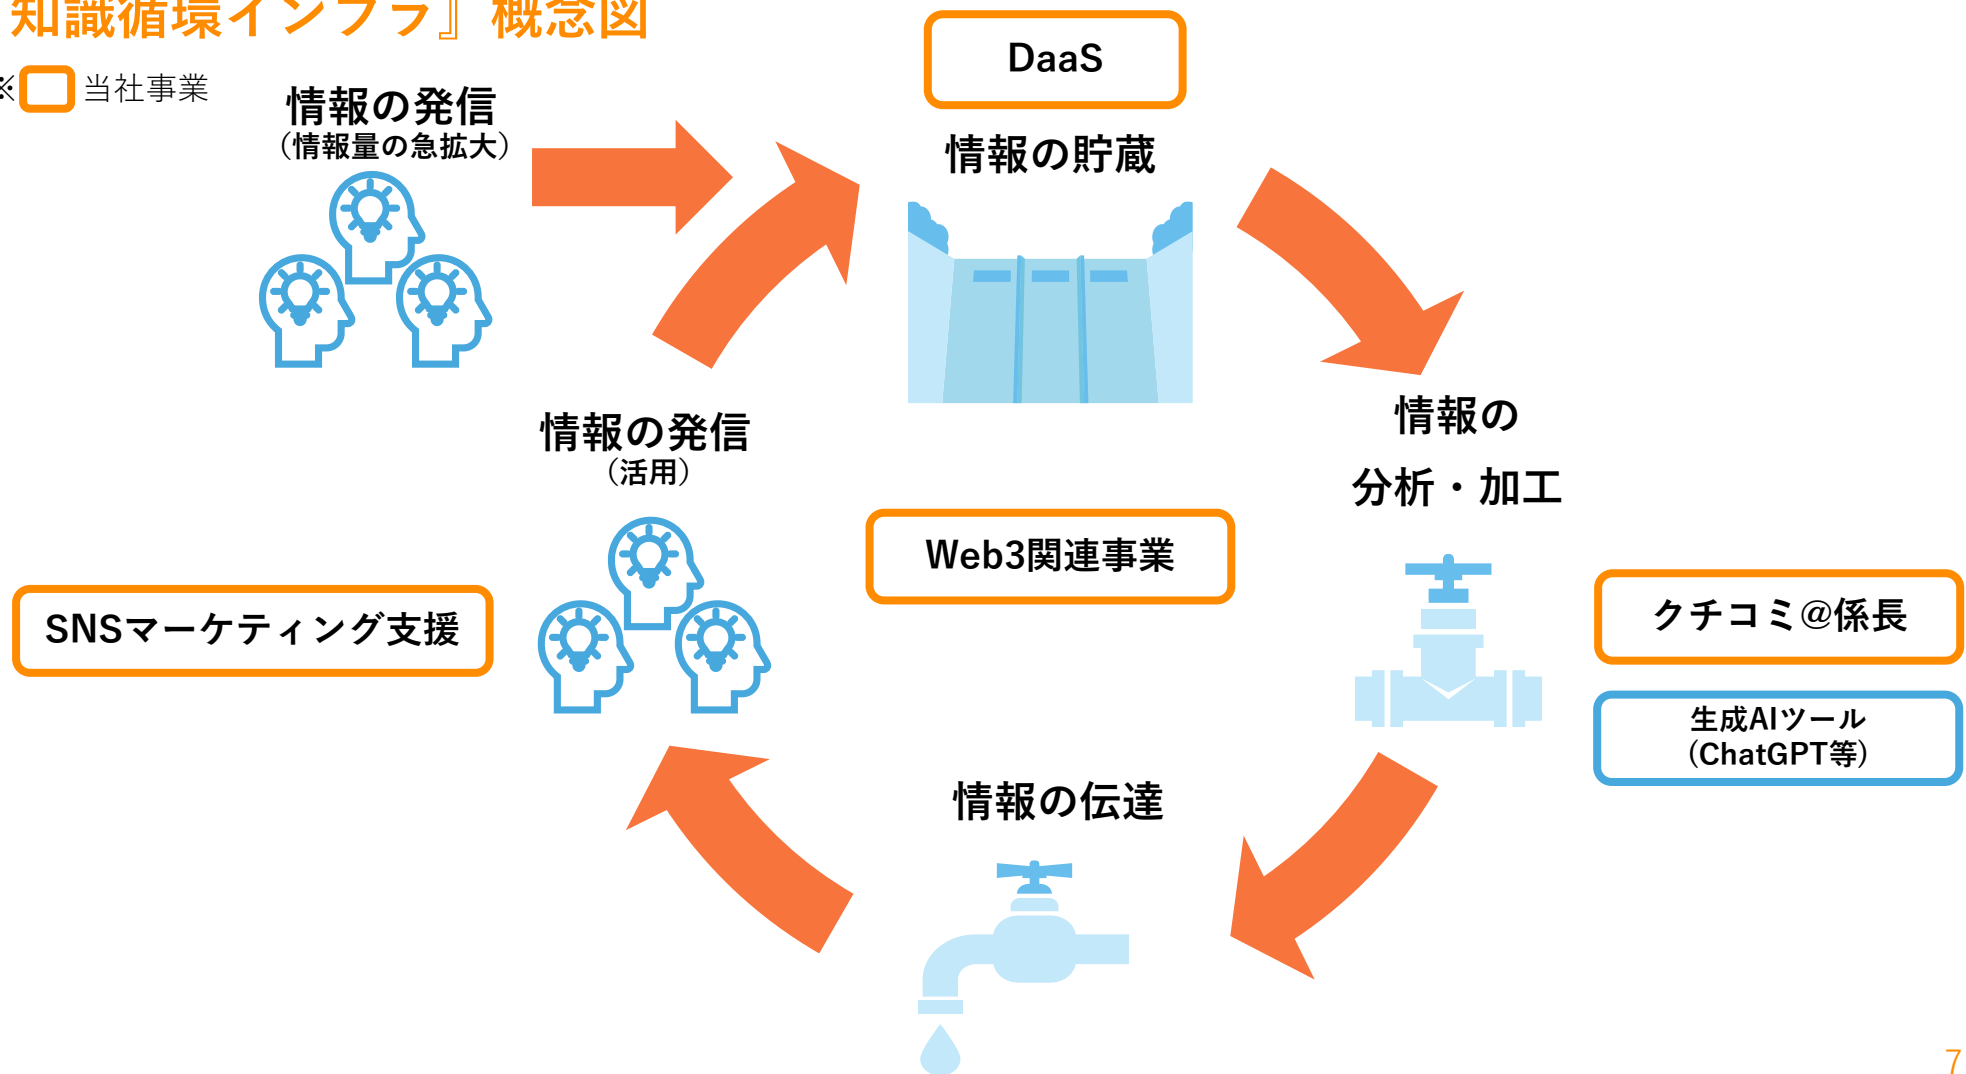 知識循環インフラ』概念図
※ 当社事業
DaaS
情報の発信
（情報量の急拡大）
情報の貯蔵
情報の
分析・加工
情報の発信
（活用）
Web3関連事業
SNSマーケティング支援
クチコミ@係長
生成AIツール
（ChatGPT等）
情報の伝達
7